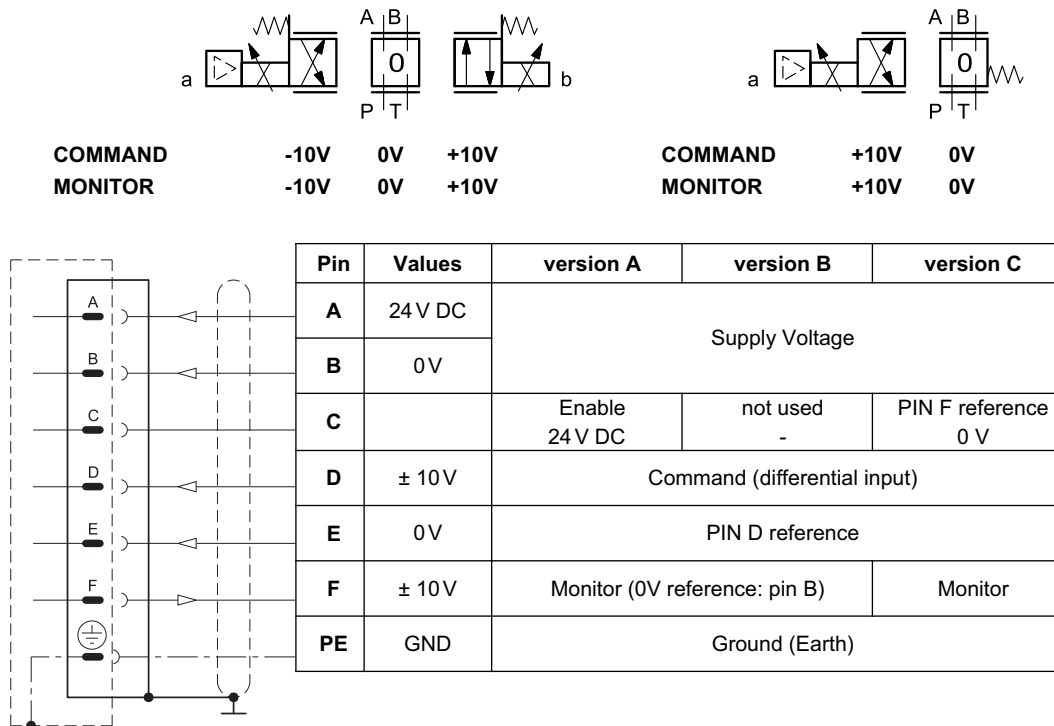 A B A B
a 0 b a 0
P T P T
COMMAND -10V 0V +10V COMMAND +10V 0V
MONITOR -10V 0V +10V MONITOR +10V 0V
Pin Values version A version B version C
A A 24 V DC Supply Voltage
B B 0 V
C C Enable 24 V DC not used - PIN F reference 0 V
D D ± 10 V Command (differential input)
E E 0 V PIN D reference
F F ± 10 V Monitor (0V reference: pin B) Monitor
PE GND Ground (Earth)